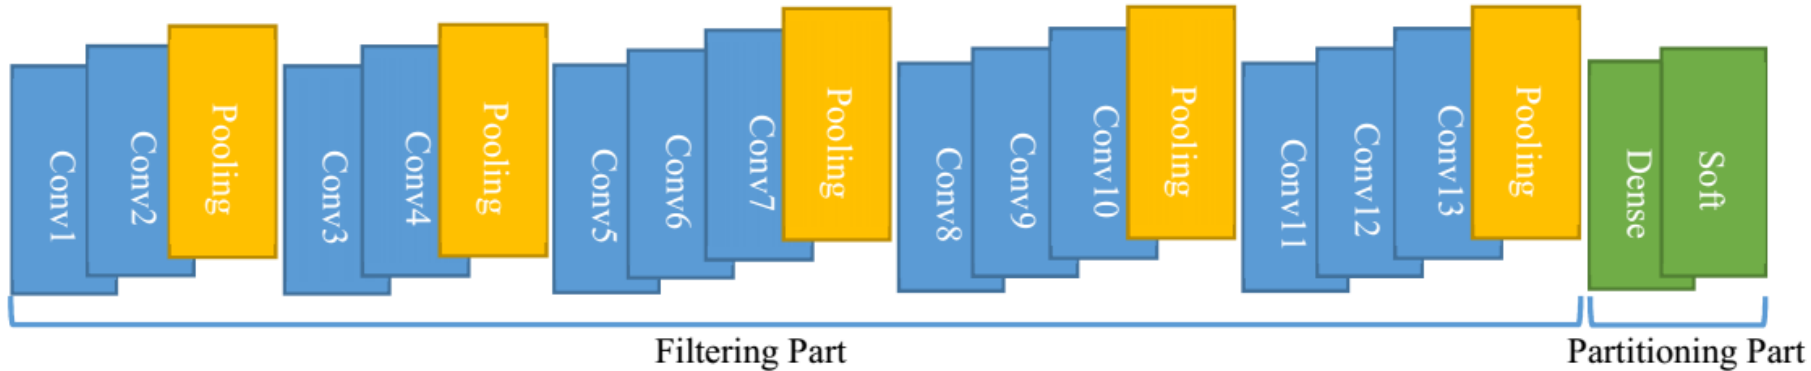 Conv1
Conv2
Pooling
Conv3
Conv4
Pooling
Conv5
Conv6
Conv7
Pooling
Conv8
Conv9
Conv10
Pooling
Conv11
Conv12
Conv13
Pooling
Dense
Soft
Filtering Part
Partitioning Part